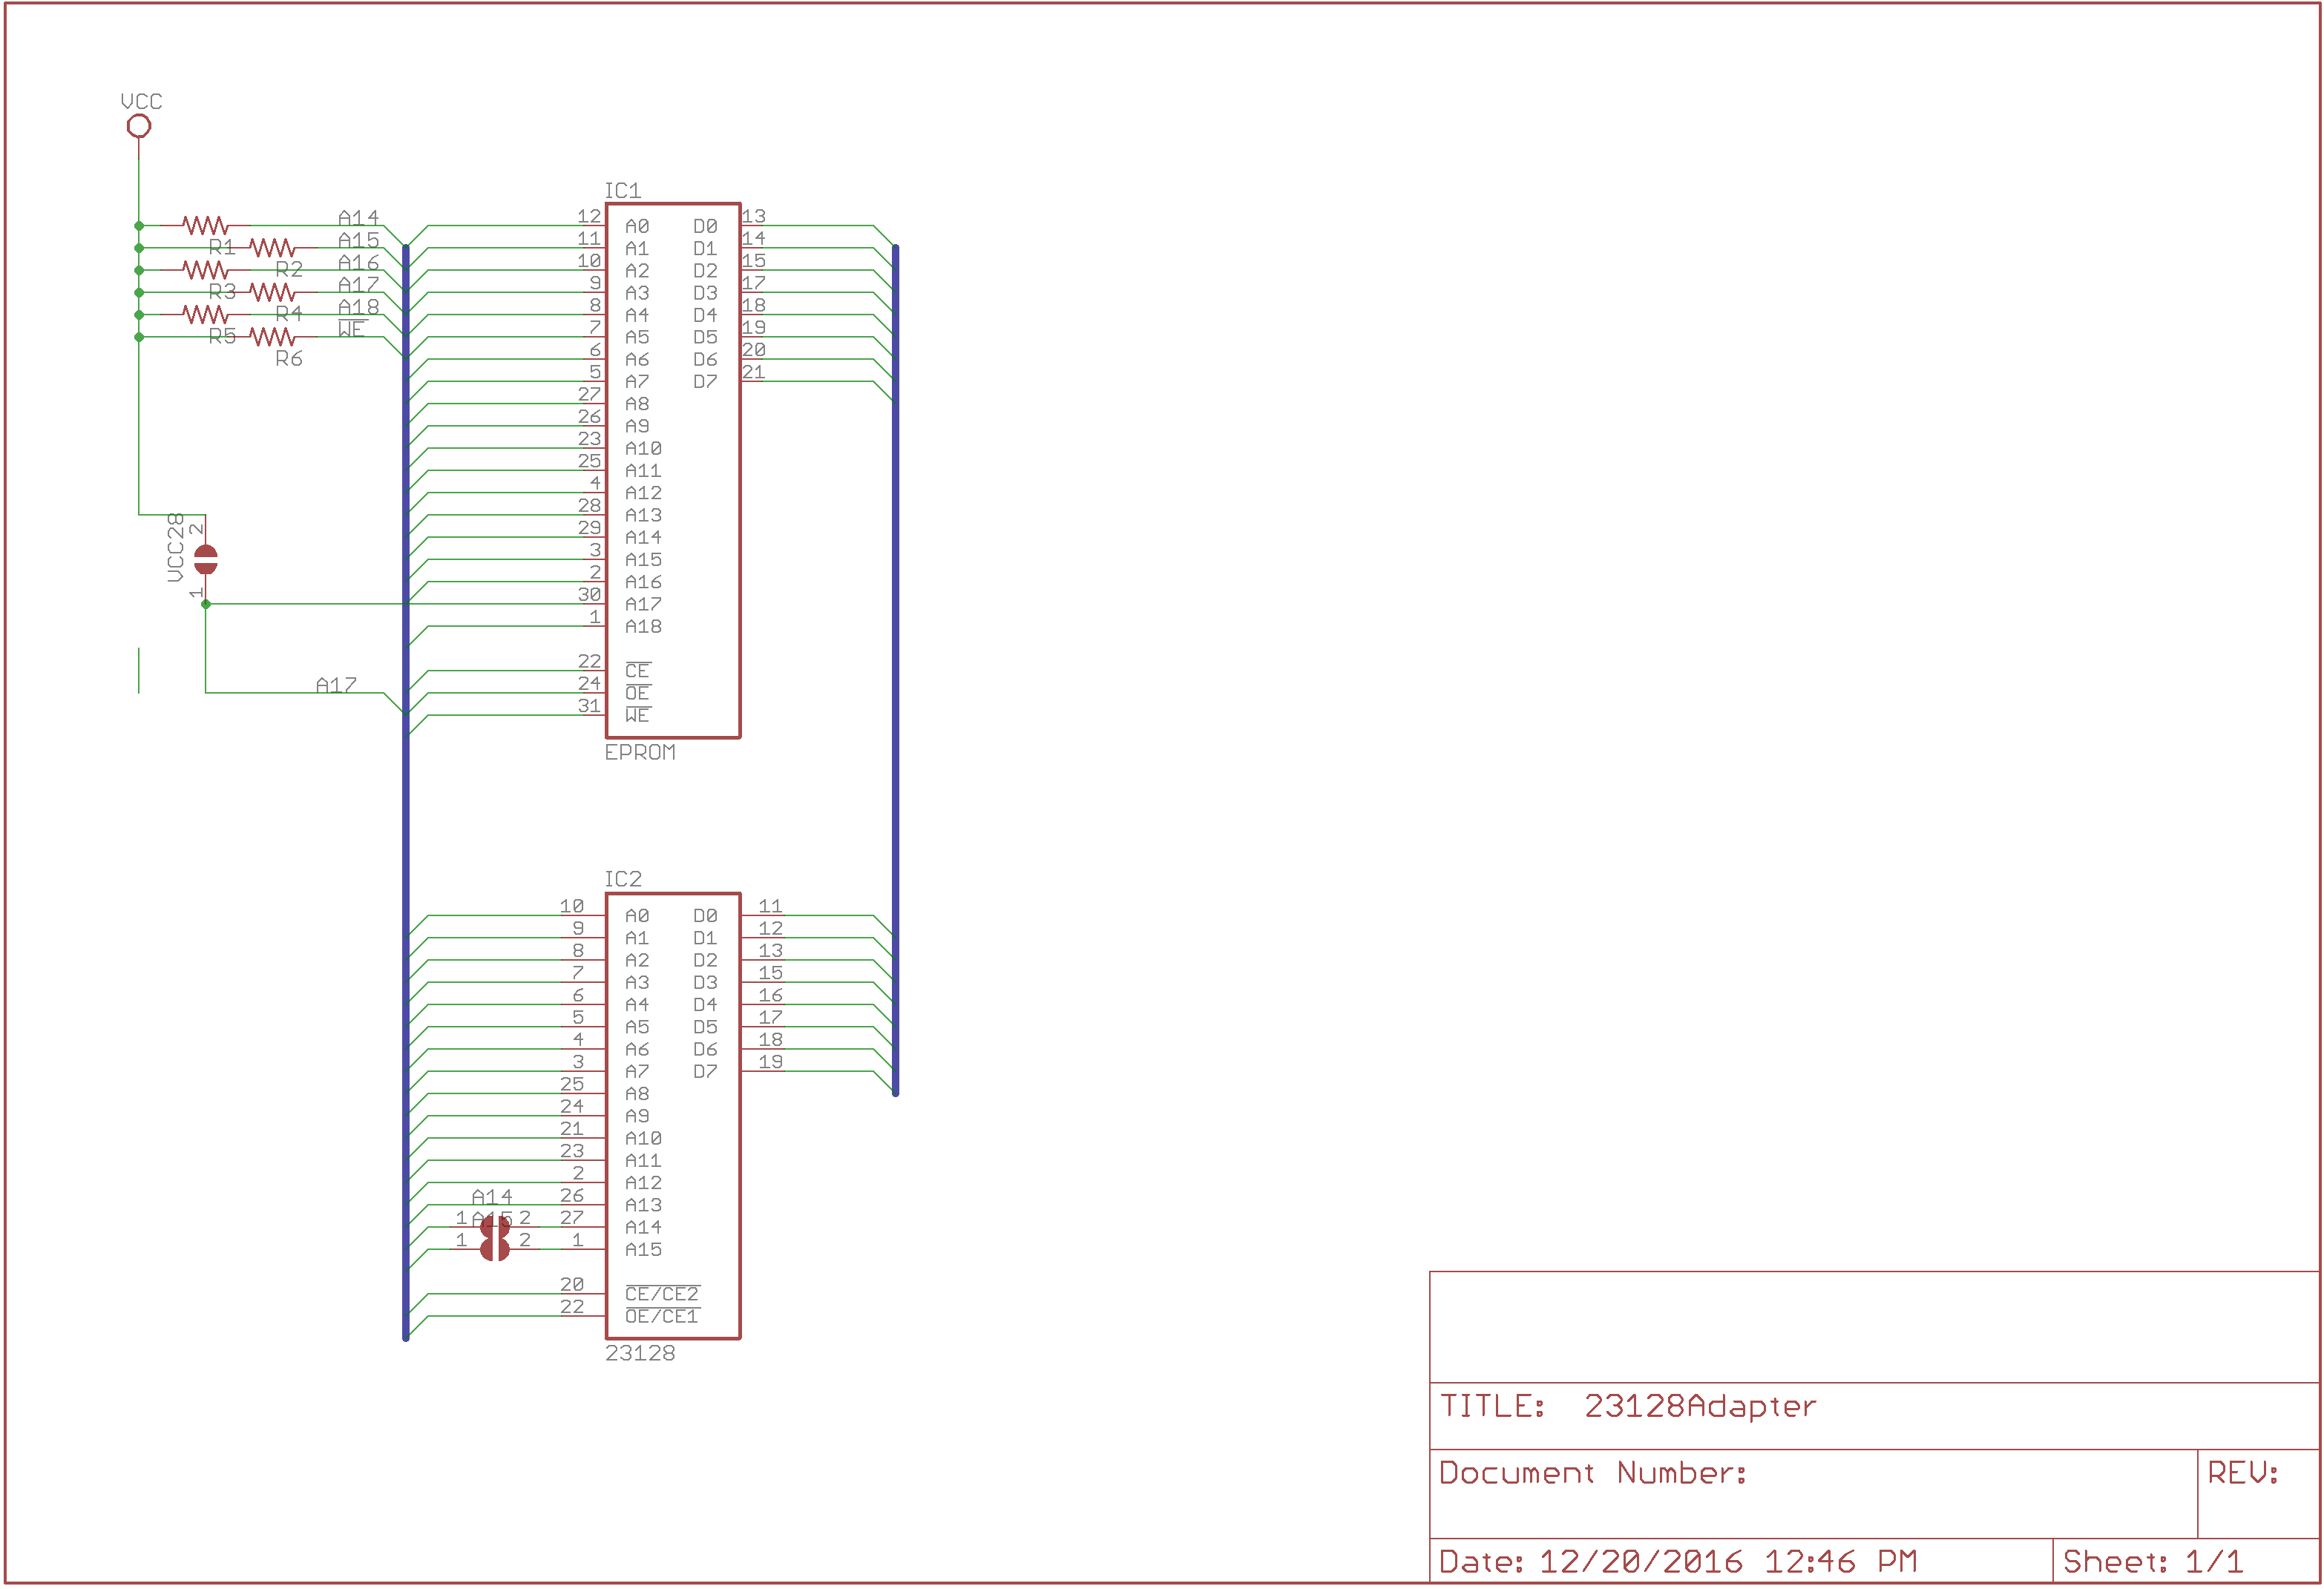 VCC
IC1
12 A0 D0 13
11 A1 D1 14
10 A2 D2 15
9 A3 D3 17
8 A4 D4 18
7 A5 D5 19
6 A6 D6 20
5 A7 D7 21
27 A8
26 A9
23 A10
25 A11
4 A12
28 A13
29 A14
3 A15
2 A16
30 A17
1 A18
22 CE
24 OE
31 WE
EPROM
A14
R1 A15
R2 A16
R3 A17
R4 A18
R5 WE
R6
VCC28
2
1
A17
IC2
10 A0 D0 11
9 A1 D1 12
8 A2 D2 13
7 A3 D3 15
6 A4 D4 16
5 A5 D5 17
4 A6 D6 18
3 A7 D7 19
25 A8
24 A9
21 A10
23 A11
2 A12
A14 26 A13
1 A15 2 27 A14
1 2 1 A15
20 CE/CE2
22 OE/CE1
23128
TITLE: 23128Adapter
Document Number:
REV:
Date: 12/20/2016 12:46 PM
Sheet: 1/1